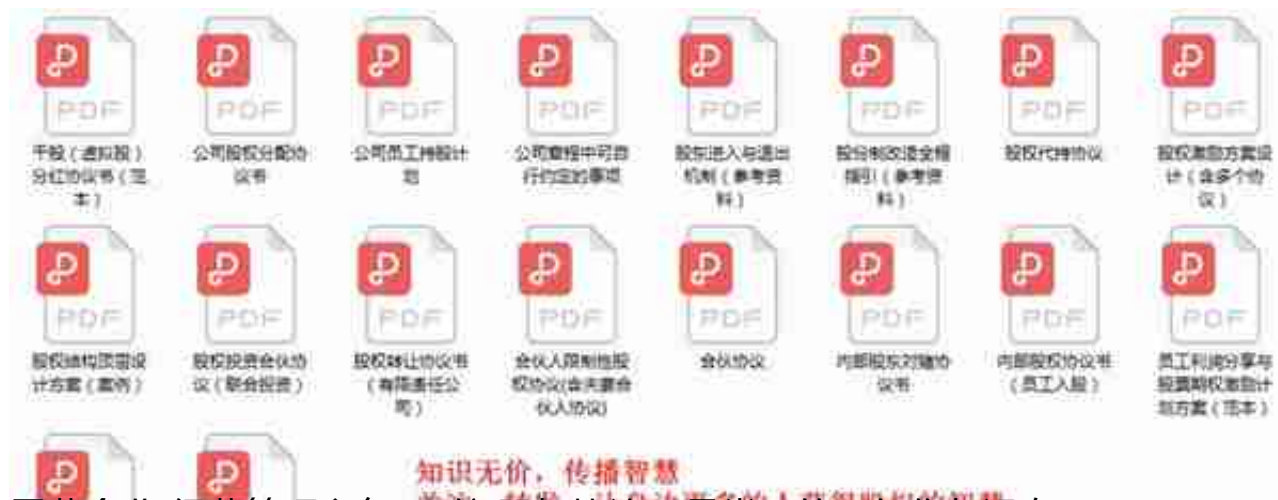 PDF PDF PDF PDF PDF PDF PDF PDF
干股（虚拟股）
分红协议书（范
本）
公司股权分配协
议书
公司员工持股计
划
公司章程中可自
行约定的事项
股东进入与退出
机制（参考资
料）
股份制改造全程
指引（参考资
料）
股权代持协议
股权激励方案设
计（含多个协
议）
PDF PDF PDF PDF PDF PDF PDF PDF
股权结构顶层设
计方案（案例）
股权投资合伙协
议（联合投资）
股权转让协议书
（有限责任公
司）
合伙人限制性股
权协议(含夫妻合
伙人协议)
合伙协议
内部股东对赌协
议书
内部股权协议书
（员工入股）
员工利润分享与
股票期权激励计
划方案（范本）
知识无价，传播智慧